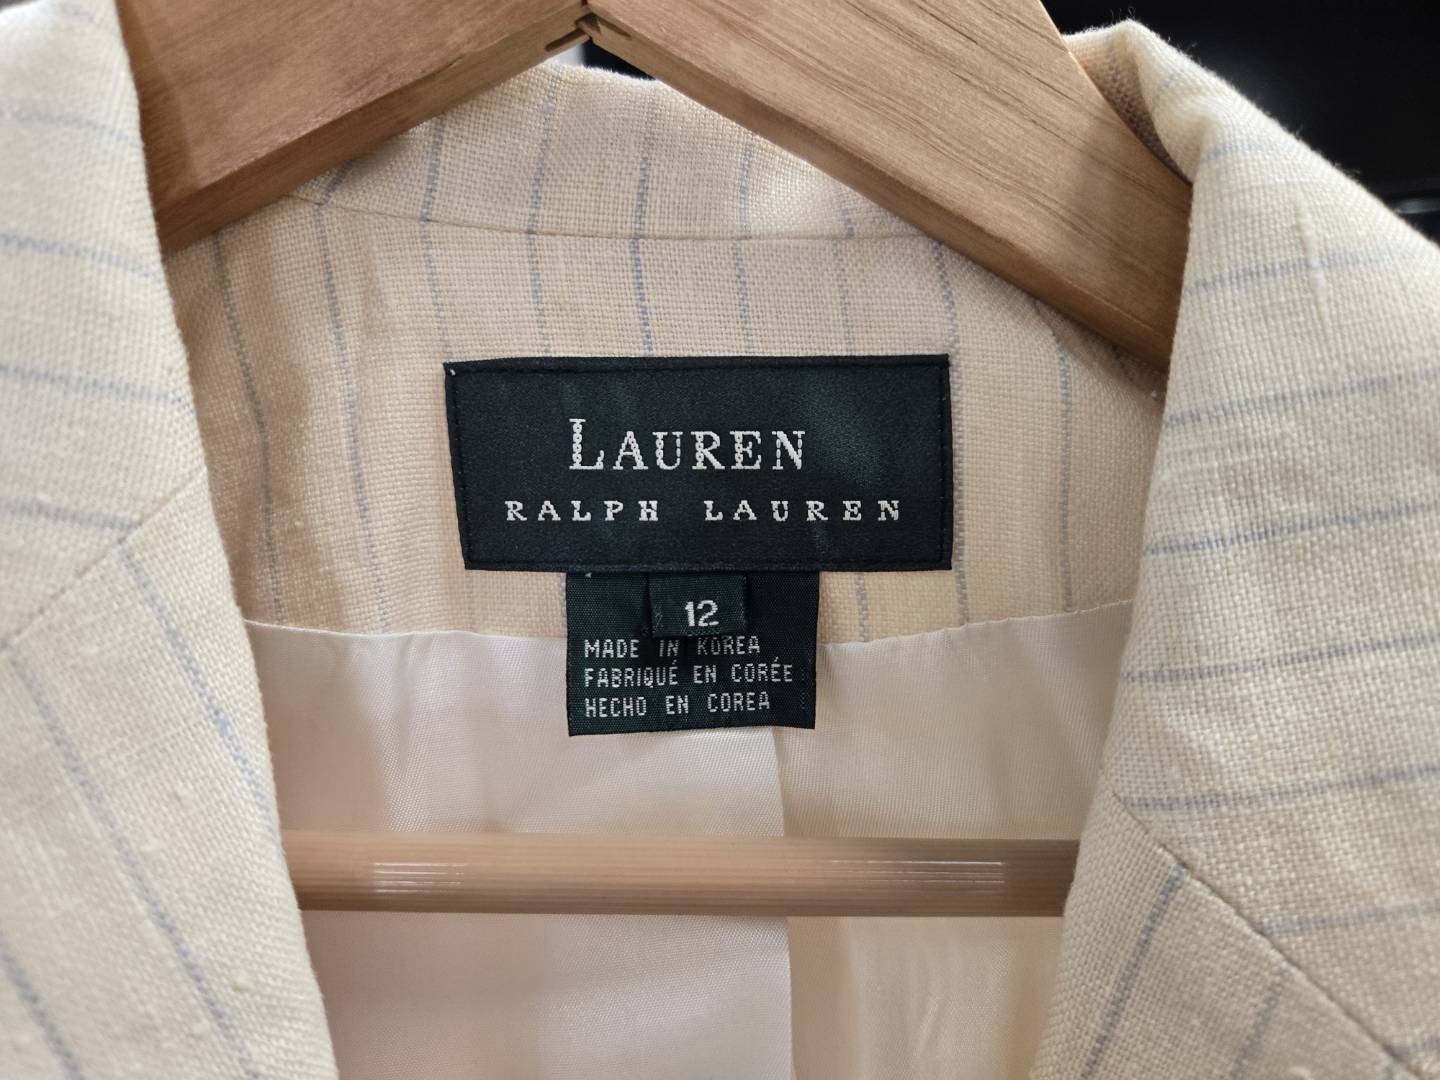 LAUREN
RALPH LAUREN
12
MADE IN KOREA
FABRIQUÉ EN CORÉE
HECHO EN COREA